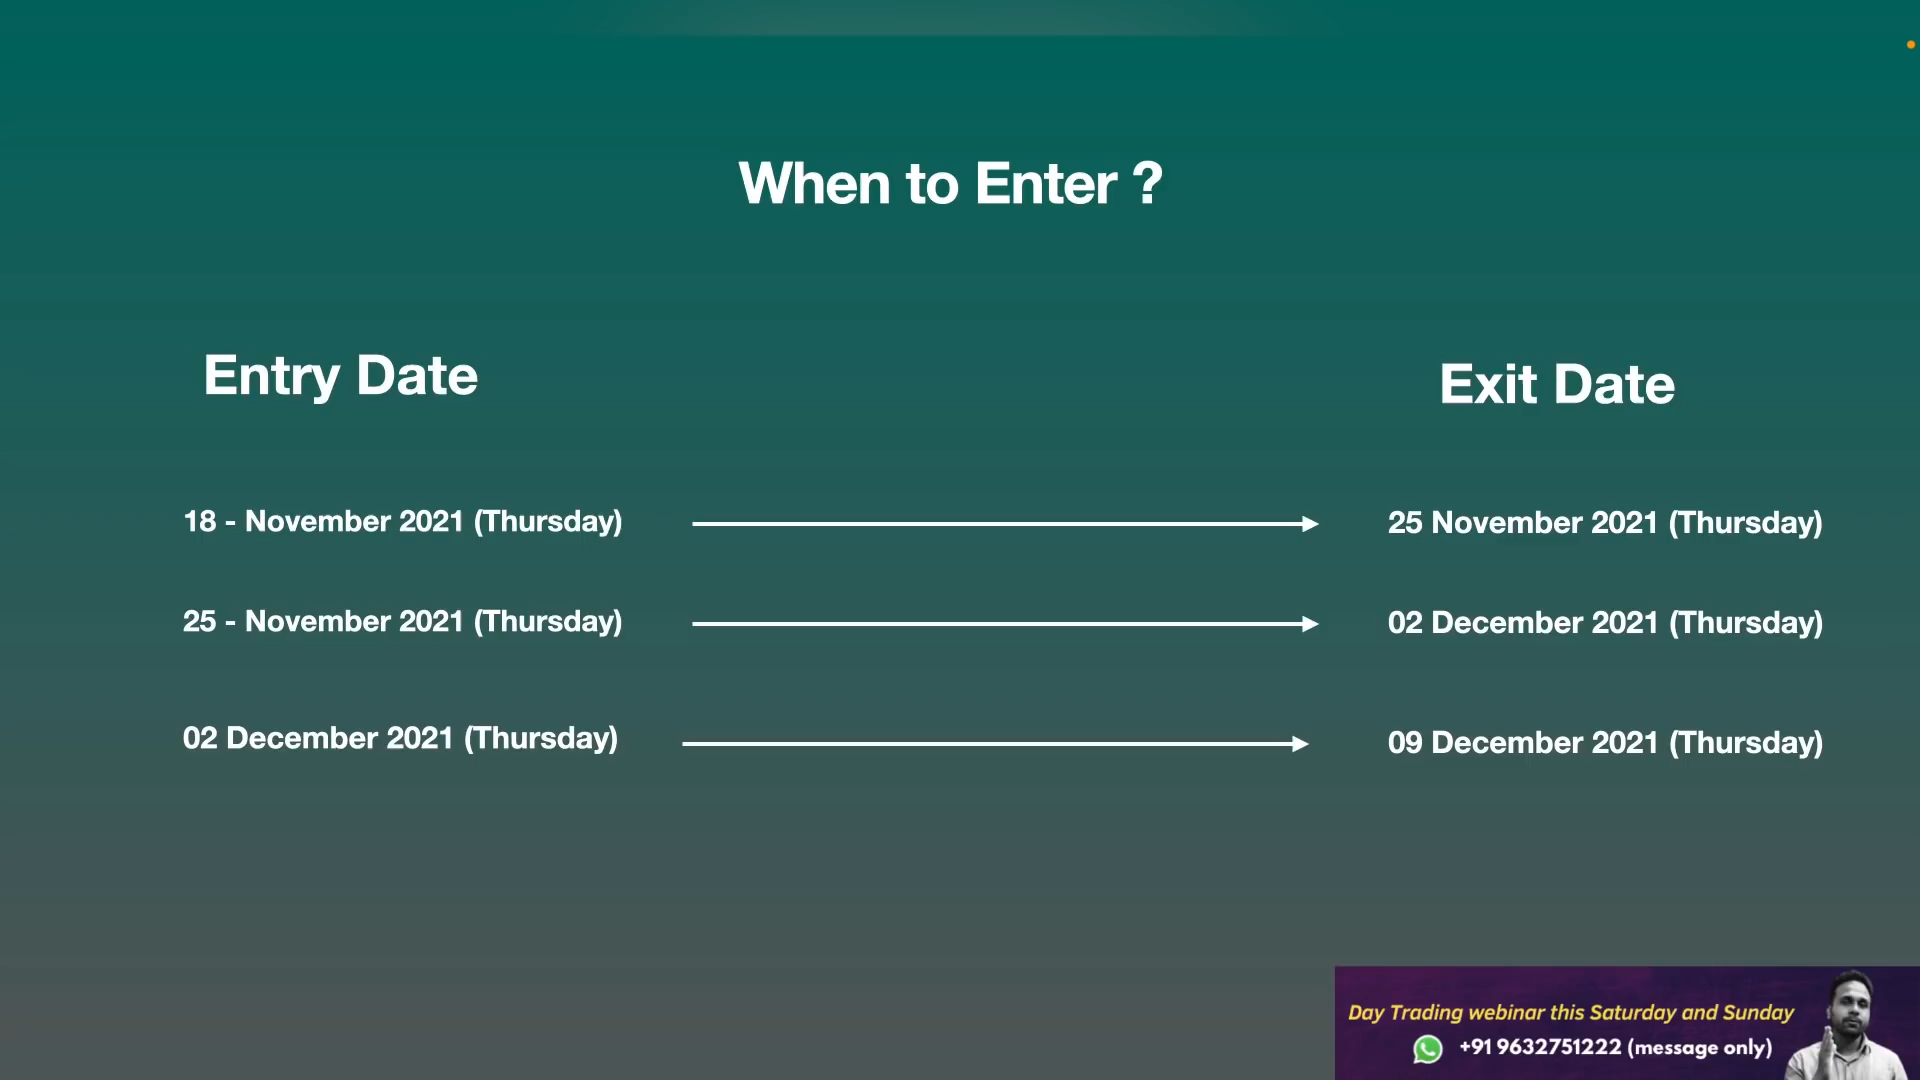 When to Enter ?
Entry Date
Exit Date
18 - November 2021 (Thursday)
25 November 2021 (Thursday)
25 - November 2021 (Thursday)
02 December 2021 (Thursday)
02 December 2021 (Thursday)
09 December 2021 (Thursday)
Day Trading webinar this Saturday and Sunday
+91 9632751222 (message only)